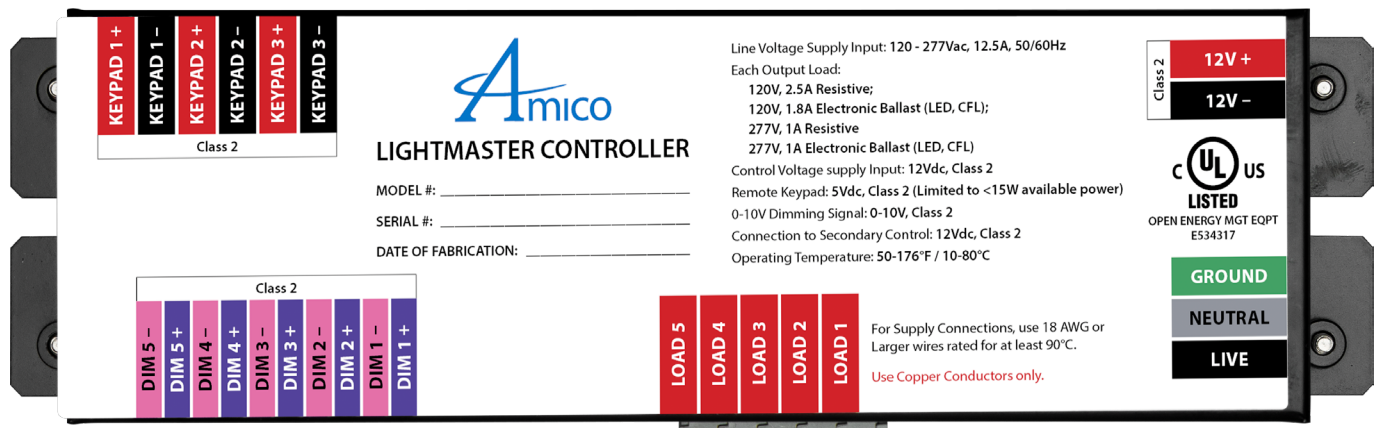 KEYPAD 1 +
KEYPAD 1 –
KEYPAD 2 +
KEYPAD 2 –
KEYPAD 3 +
KEYPAD 3 –
Class 2
Amico
LIGHTMASTER CONTROLLER
MODEL #: ____________________
SERIAL #: ____________________
DATE OF FABRICATION: ____________________
Line Voltage Supply Input: 120 - 277Vac, 12.5A, 50/60Hz
Each Output Load:
120V, 2.5A Resistive;
120V, 1.8A Electronic Ballast (LED, CFL);
277V, 1A Resistive
277V, 1A Electronic Ballast (LED, CFL)
Control Voltage supply Input: 12Vdc, Class 2
Remote Keypad: 5Vdc, Class 2 (Limited to <15W available power)
0-10V Dimming Signal: 0-10V, Class 2
Connection to Secondary Control: 12Vdc, Class 2
Operating Temperature: 50-176°F / 10-80°C
Class 2
12V +
12V –
C UL US
LISTED
OPEN ENERGY MGT EQPT
E534317
GROUND
NEUTRAL
LIVE
Class 2
DIM 5 –
DIM 5 +
DIM 4 –
DIM 4 +
DIM 3 –
DIM 3 +
DIM 2 –
DIM 2 +
DIM 1 –
DIM 1 +
LOAD 5
LOAD 4
LOAD 3
LOAD 2
LOAD 1
For Supply Connections, use 18 AWG or
Larger wires rated for at least 90°C.
Use Copper Conductors only.